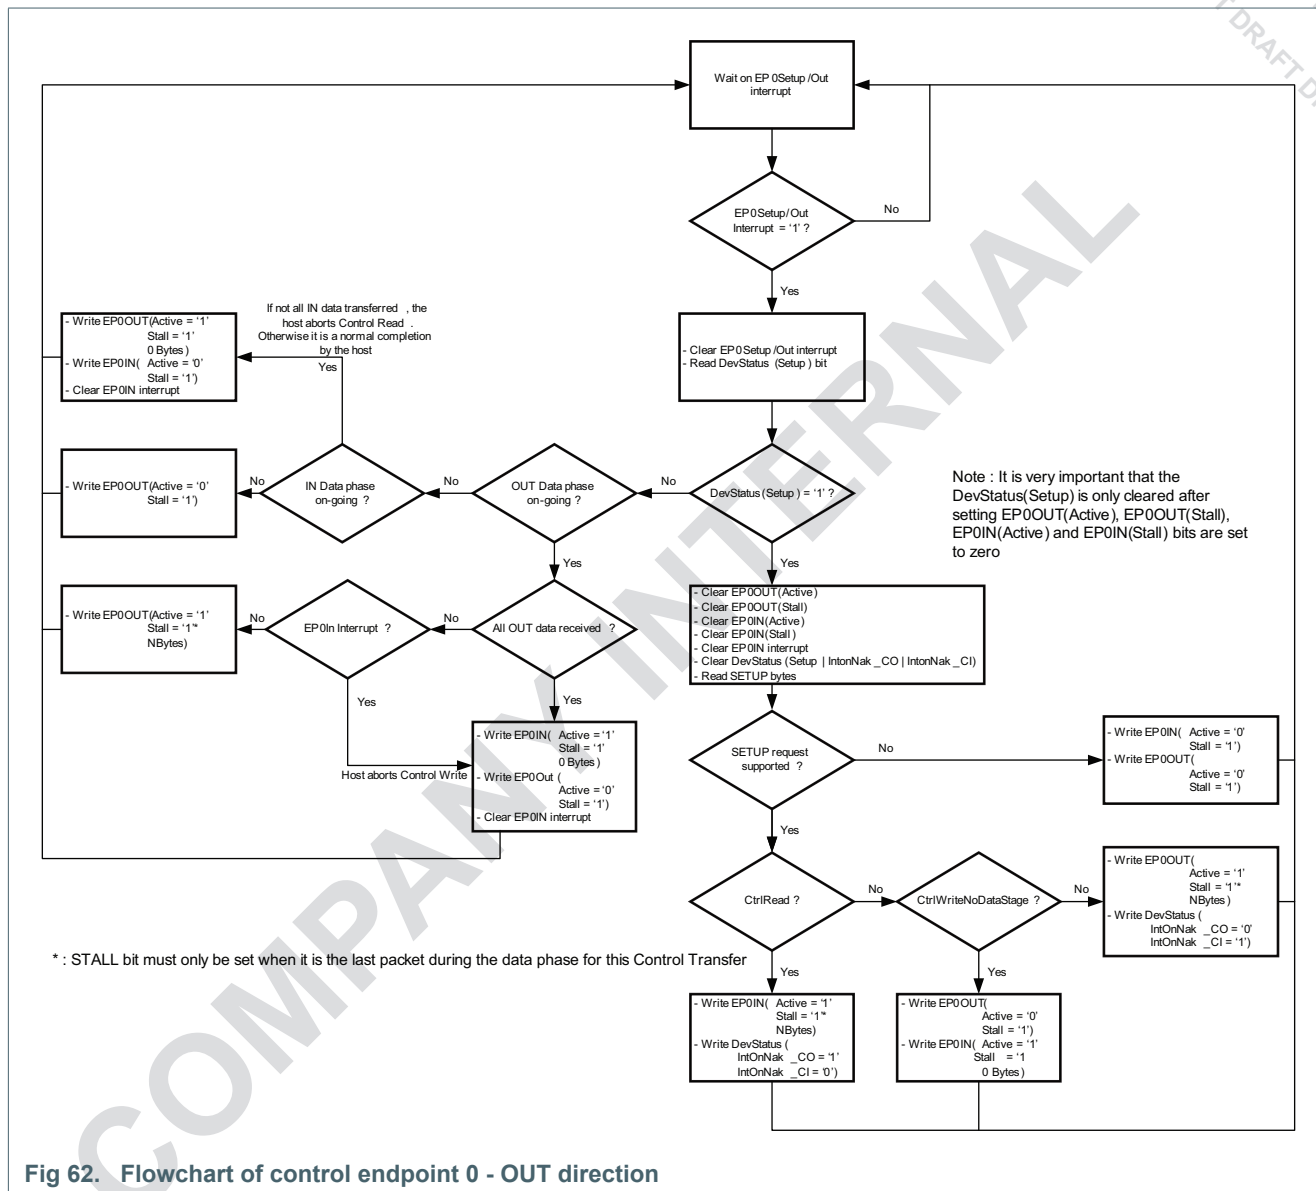 T DRAFT DR
Wait on EP 0Setup /Out
interrupt
EP0Setup/Out
Interrupt = ‘1’ ?
No
Yes
If not all IN data transferred , the
host aborts Control Read .
Otherwise it is a normal completion
by the host
Yes
- Write EP0OUT(Active = ‘1’
Stall = ‘1’
0 Bytes)
- Write EP0IN( Active = ‘0’
Stall = ‘1’)
- Clear EP0IN interrupt
- Clear EP0Setup /Out interrupt
- Read DevStatus (Setup ) bit
- Write EP0OUT(Active = ‘0’
Stall = ‘1’)
No
IN Data phase
on-going ?
No
OUT Data phase
on-going ?
No
DevStatus(Setup ) = ‘1’ ?
Note : It is very important that the
DevStatus(Setup) is only cleared after
setting EP0OUT(Active), EP0OUT(Stall),
EP0IN(Active) and EP0IN(Stall) bits are set
to zero
Yes
Yes
- Write EP0OUT(Active = ‘1’
Stall = ‘1’*
NBytes)
No
EP0In Interrupt ?
No
All OUT data received ?
- Clear EP0OUT(Active)
- Clear EP0OUT(Stall)
- Clear EP0IN(Active)
- Clear EP0IN(Stall)
- Clear EP0IN interrupt
- Clear DevStatus (Setup | IntonNak _CO | IntonNak _CI)
- Read SETUP bytes
Yes
Yes
Host aborts Control Write
- Write EP0IN( Active = ‘1’
Stall = ‘1’
0 Bytes)
- Write EP0Out (
Active = ‘0’
Stall = ‘1’)
- Clear EP0IN interrupt
SETUP request
supported ?
No
- Write EP0IN( Active = ‘0’
Stall = ‘1’)
- Write EP0OUT(
Active = ‘0’
Stall = ‘1’)
Yes
CtrlRead ?
No
CtrlWriteNoDataStage ?
No
- Write EP0OUT(
Active = ‘1’
Stall = ‘1’*
NBytes)
- Write DevStatus (
IntOnNak _CO = ‘0’
IntOnNak _CI = ‘1’)
* : STALL bit must only be set when it is the last packet during the data phase for this Control Transfer
Yes
Yes
- Write EP0IN( Active = ‘1’
Stall = ‘1’*
NBytes)
- Write DevStatus (
IntOnNak _CO = ‘1’
IntOnNak _CI = ‘0’)
- Write EP0OUT(
Active = ‘0’
Stall = ‘1’)
- Write EP0IN( Active = ‘1’
Stall = ‘1
0 Bytes)
COMPANY INTERNAL
Fig 62. Flowchart of control endpoint 0 - OUT direction